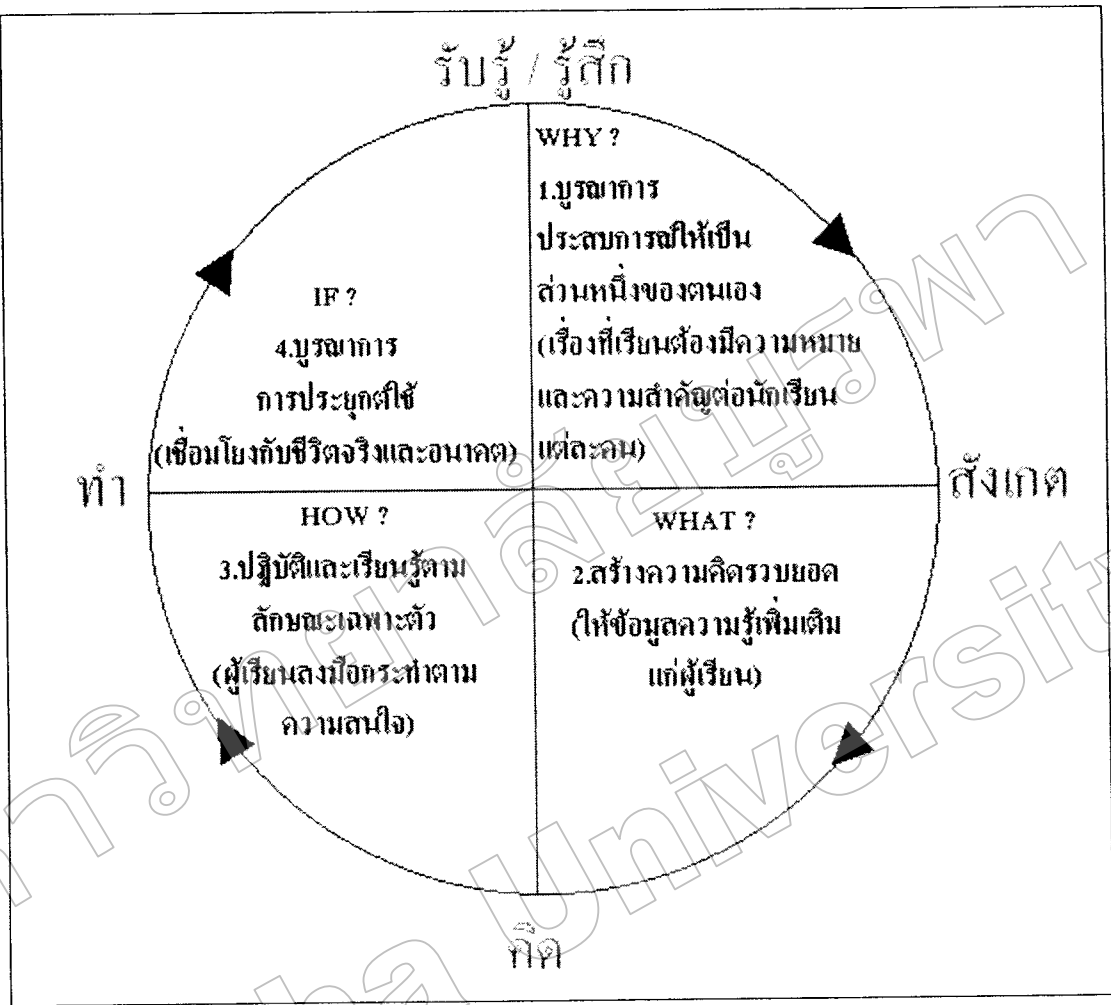 รับรู้ / รู้สึก
WHY ?
1.บูรณาการ
ประสบการณ์ให้เป็น
ส่วนหนึ่งของตนเอง
(เรื่องที่เรียนต้องมีความหมาย
และความสำคัญต่อนักเรียน
แต่ละคน)
IF ?
4.บูรณาการ
การประยุกต์ใช้
(เชื่อมโยงกับชีวิตจริงและอนาคต)
ทำ
สังเกต
HOW ?
3.ปฏิบัติและเรียนรู้ตาม
ลักษณะเฉพาะตัว
(ผู้เรียนลงมือกระทำตาม
ความสนใจ)
WHAT ?
2.สร้างความคิดรวบยอด
(ให้ข้อมูลความรู้เพิ่มเติม
แก่ผู้เรียน)
คิด
วิทยาลัยบูรพา
University